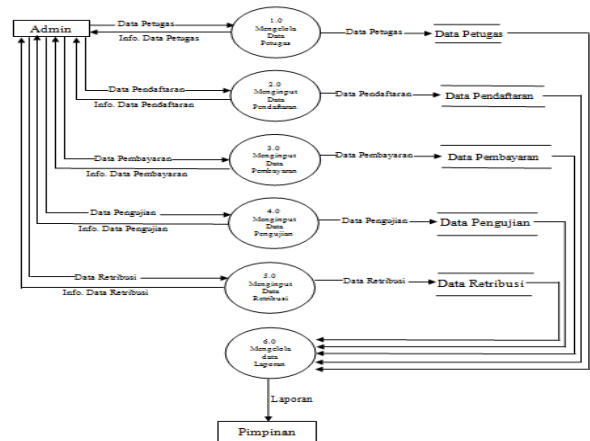 Admin
Data Petugas
Info. Data Petugas
1.0
Mengelola
Data
Petugas
Data Petugas
Data Petugas
Data Pendaftaran
Info. Data Pendaftaran
2.0
Menginput
Data
Pendaftaran
Data Pendaftaran
Data Pendaftaran
Data Pembayaran
Info. Data Pembayaran
3.0
Menginput
Data
Pembayaran
Data Pembayaran
Data Pembayaran
Data Pengujian
Info. Data Pengujian
4.0
Menginput
Data
Pengujian
Data Pengujian
Data Pengujian
Data Retribusi
Info. Data Retribusi
5.0
Menginput
Data
Retribusi
Data Retribusi
Data Retribusi
6.0
Mengelola
data
Laporan
Laporan
Pimpinan